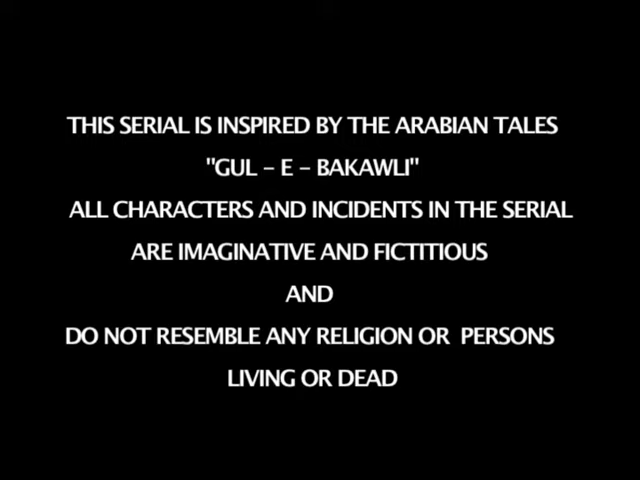 THIS SERIAL IS INSPIRED BY THE ARABIAN TALES
"GUL - E - BAKAWLI"
ALL CHARACTERS AND INCIDENTS IN THE SERIAL
ARE IMAGINATIVE AND FICTITIOUS
AND
DO NOT RESEMBLE ANY RELIGION OR PERSONS
LIVING OR DEAD